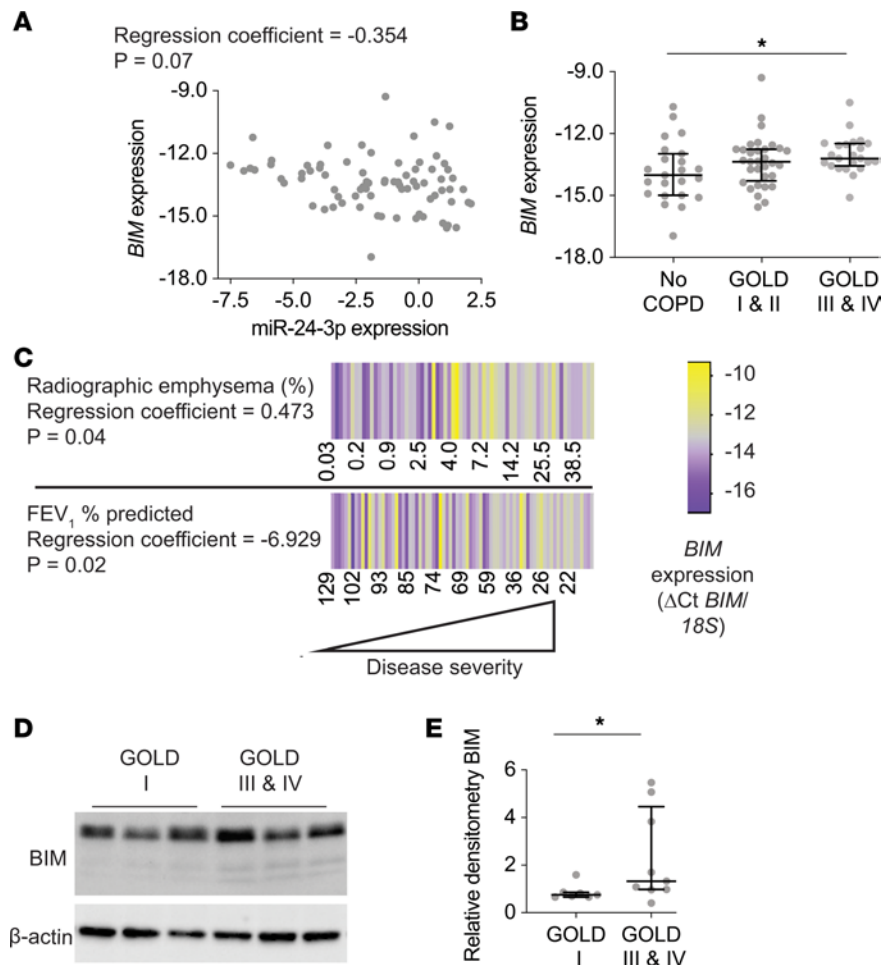 A
Regression coefficient = -0.354
P = 0.07
BIM expression
-9.0
-12.0
-15.0
-18.0
-7.5 -5.0 -2.5 0.0 2.5
miR-24-3p expression
B
*
BIM expression
-9.0
-12.0
-15.0
-18.0
No COPD
GOLD I & II
GOLD III & IV
C
Radiographic emphysema (%)
Regression coefficient = 0.473
P = 0.04
0.03 0.2 0.9 2.5 4.0 7.2 14.2 25.5 38.5
FEV1 % predicted
Regression coefficient = -6.929
P = 0.02
129 102 93 85 74 69 59 36 26 22
Disease severity
-10
-12
-14
-16
BIM
expression
(ΔCt BIM/
18S)
D
GOLD I
GOLD III & IV
BIM
β-actin
E
*
Relative densitometry BIM
6
4
2
0
GOLD I
GOLD III & IV